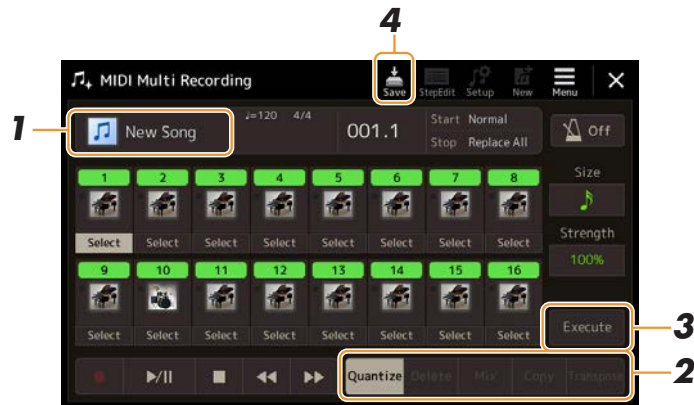 4
MIDI Multi Recording
Save StepEdit Setup New Menu
1
New Song
♩=120 4/4
001.1
Start Normal
Stop Replace All
Off
1 2 3 4 5 6 7 8
Size
Select Select Select Select Select Select Select Select
Strength
100%
9 10 11 12 13 14 15 16
Select Select Select Select Select Select Select Select
Execute
3
Quantize Delete Mix Copy Transpose
2